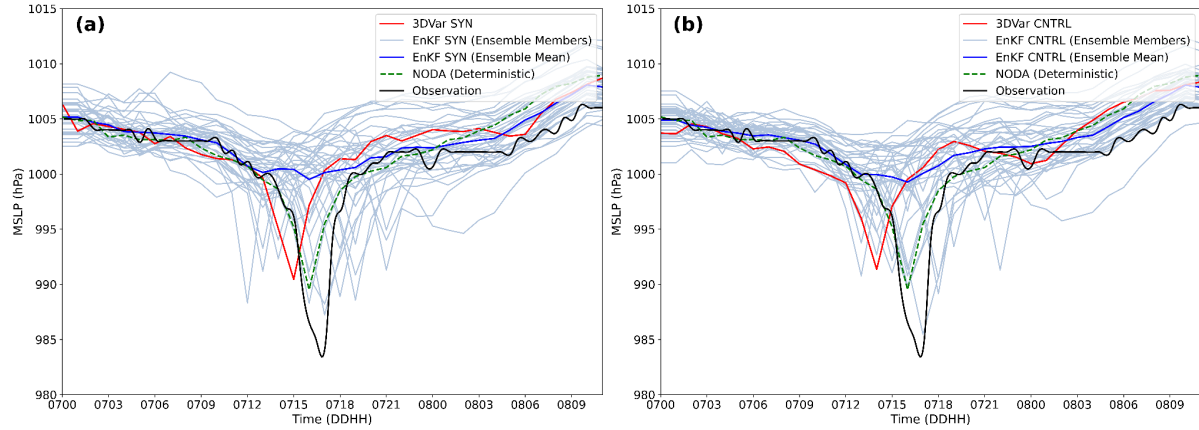 (a)
3DVar SYN
EnKF SYN (Ensemble Members)
EnKF SYN (Ensemble Mean)
NODA (Deterministic)
Observation
MSLP (hPa)
1015
1010
1005
1000
995
990
985
980
0700
0703
0706
0709
0712
0715
0718
0721
0800
0803
0806
0809
Time (DDHH)
(b)
3DVar CNTRL
EnKF CNTRL (Ensemble Members)
EnKF CNTRL (Ensemble Mean)
NODA (Deterministic)
Observation
MSLP (hPa)
1015
1010
1005
1000
995
990
985
980
0700
0703
0706
0709
0712
0715
0718
0721
0800
0803
0806
0809
Time (DDHH)